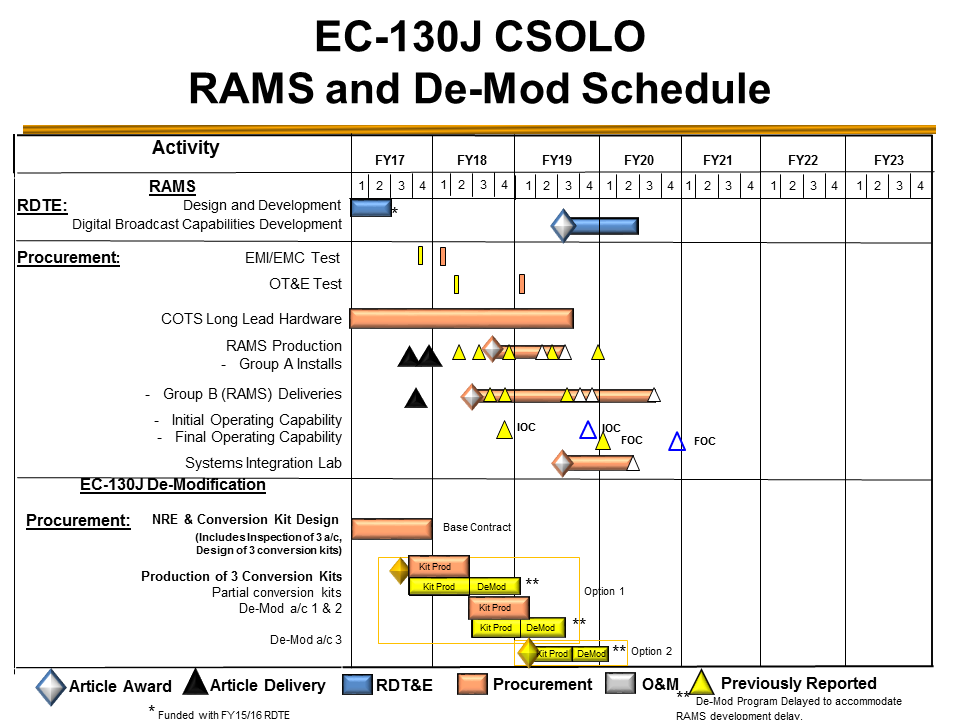 EC-130J CSOLO
RAMS and De-Mod Schedule
Activity
FY17 FY18 FY19 FY20 FY21 FY22 FY23
RAMS
1 2 3 4 1 2 3 4 1 2 3 4 1 2 3 4 1 2 3 4 1 2 3 4 1 2 3 4
RDTE: Design and Development
*
Digital Broadcast Capabilities Development
Procurement: EMI/EMC Test
OT&E Test
COTS Long Lead Hardware
RAMS Production
- Group A Installs
- Group B (RAMS) Deliveries
- Initial Operating Capability
IOC IOC
- Final Operating Capability
FOC FOC
Systems Integration Lab
EC-130J De-Modification
Procurement: NRE & Conversion Kit Design
Base Contract
(Includes Inspection of 3 a/c,
Design of 3 conversion kits)
Kit Prod
Production of 3 Conversion Kits
Kit Prod DeMod **
Partial conversion kits
Option 1
De-Mod a/c 1 & 2
Kit Prod
Kit Prod DeMod **
De-Mod a/c 3
Kit Prod DeMod ** Option 2
Article Award Article Delivery RDT&E Procurement O&M Previously Reported
* Funded with FY15/16 RDTE
** De-Mod Program Delayed to accommodate
RAMS development delay.